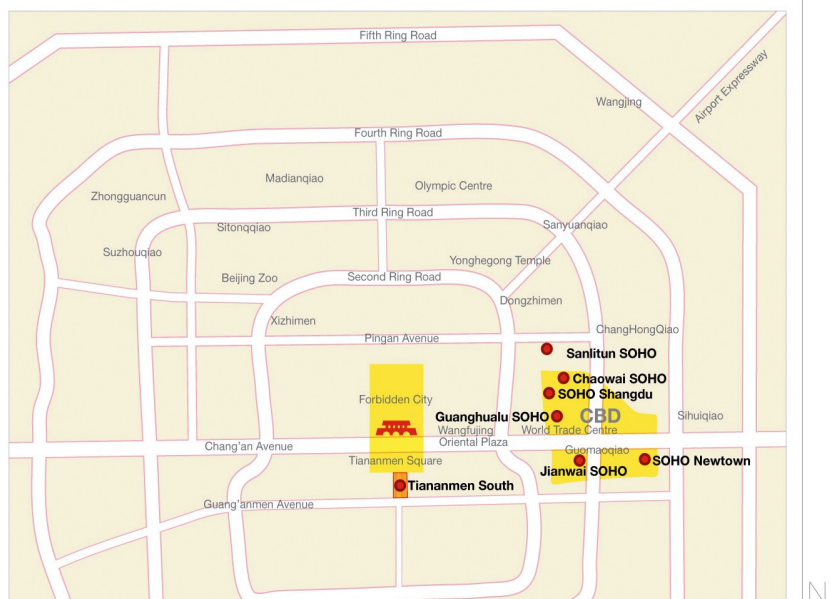 Fifth Ring Road
Airport Expressway
Wangjing
Fourth Ring Road
Madianqiao
Olympic Centre
Zhongguancun
Third Ring Road
Sitonqqiao
Sanyuanqiao
Suzhouqiao
Yonghegong Temple
Beijing Zoo
Second Ring Road
Dongzhimen
Xizhimen
ChangHongQiao
Pingan Avenue
Sanlitun SOHO
Chaowai SOHO
SOHO Shangdu
Forbidden City
Guanghualu SOHO
CBD
Sihuiqiao
Wangfujing
World Trade Centre
Oriental Plaza
Chang'an Avenue
Guomaoqiao
Tiananmen Square
SOHO Newtown
Jianwai SOHO
Tiananmen South
Guang'anmen Avenue
N